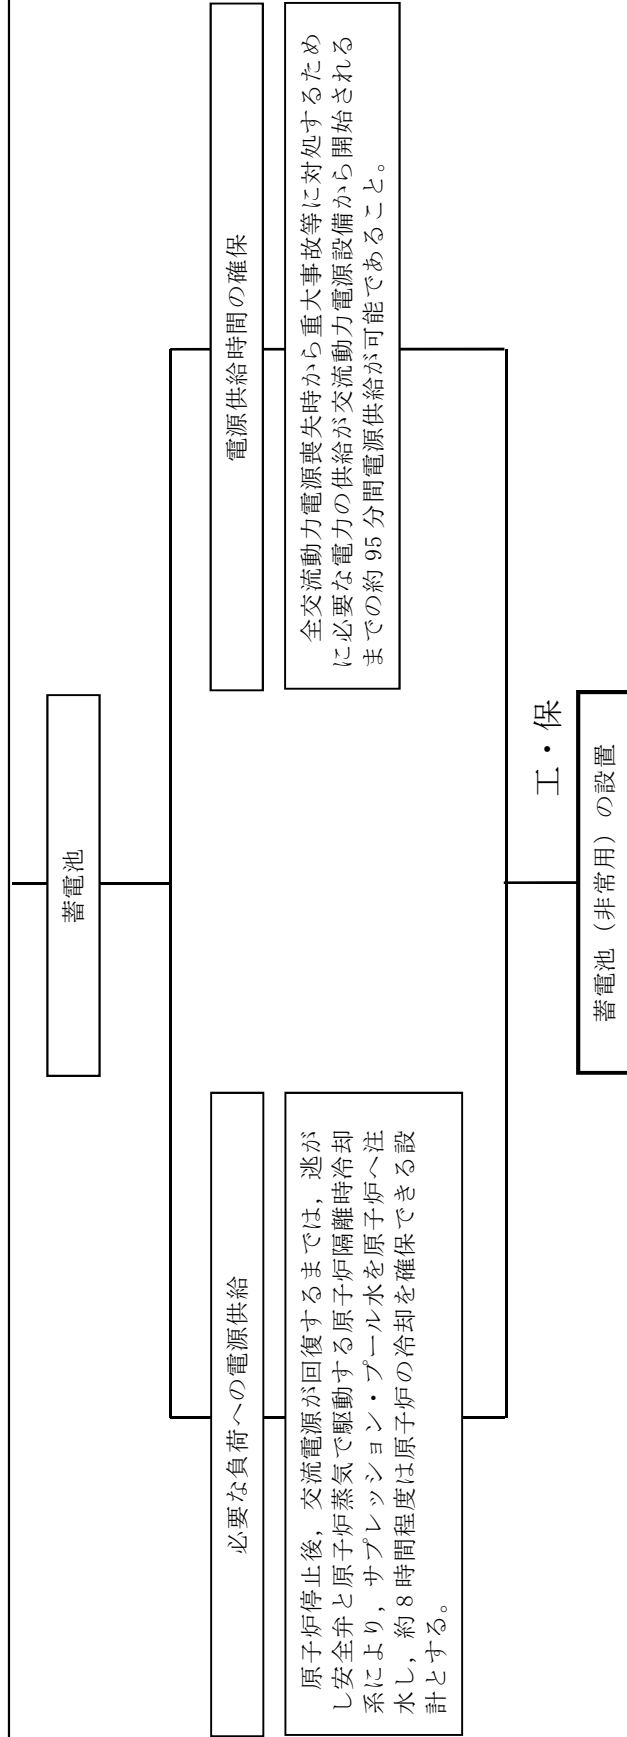 蓄電池
必要な負荷への電源供給
原子炉停止後，交流電源が回復するまでは，逃が
し安全弁と原子炉蒸気で駆動する原子炉隔離時冷却
系により，サプレッション・プール水を原子炉へ注
水し，約8時間程度は原子炉の冷却を確保できる設
計とする。
電源供給時間の確保
全交流動力電源喪失時から重大事故等に対処するため
に必要な電力の供給が交流動力電源設備から開始される
までの約 95 分間電源供給が可能であること。
工・保
蓄電池（非常用）の設置